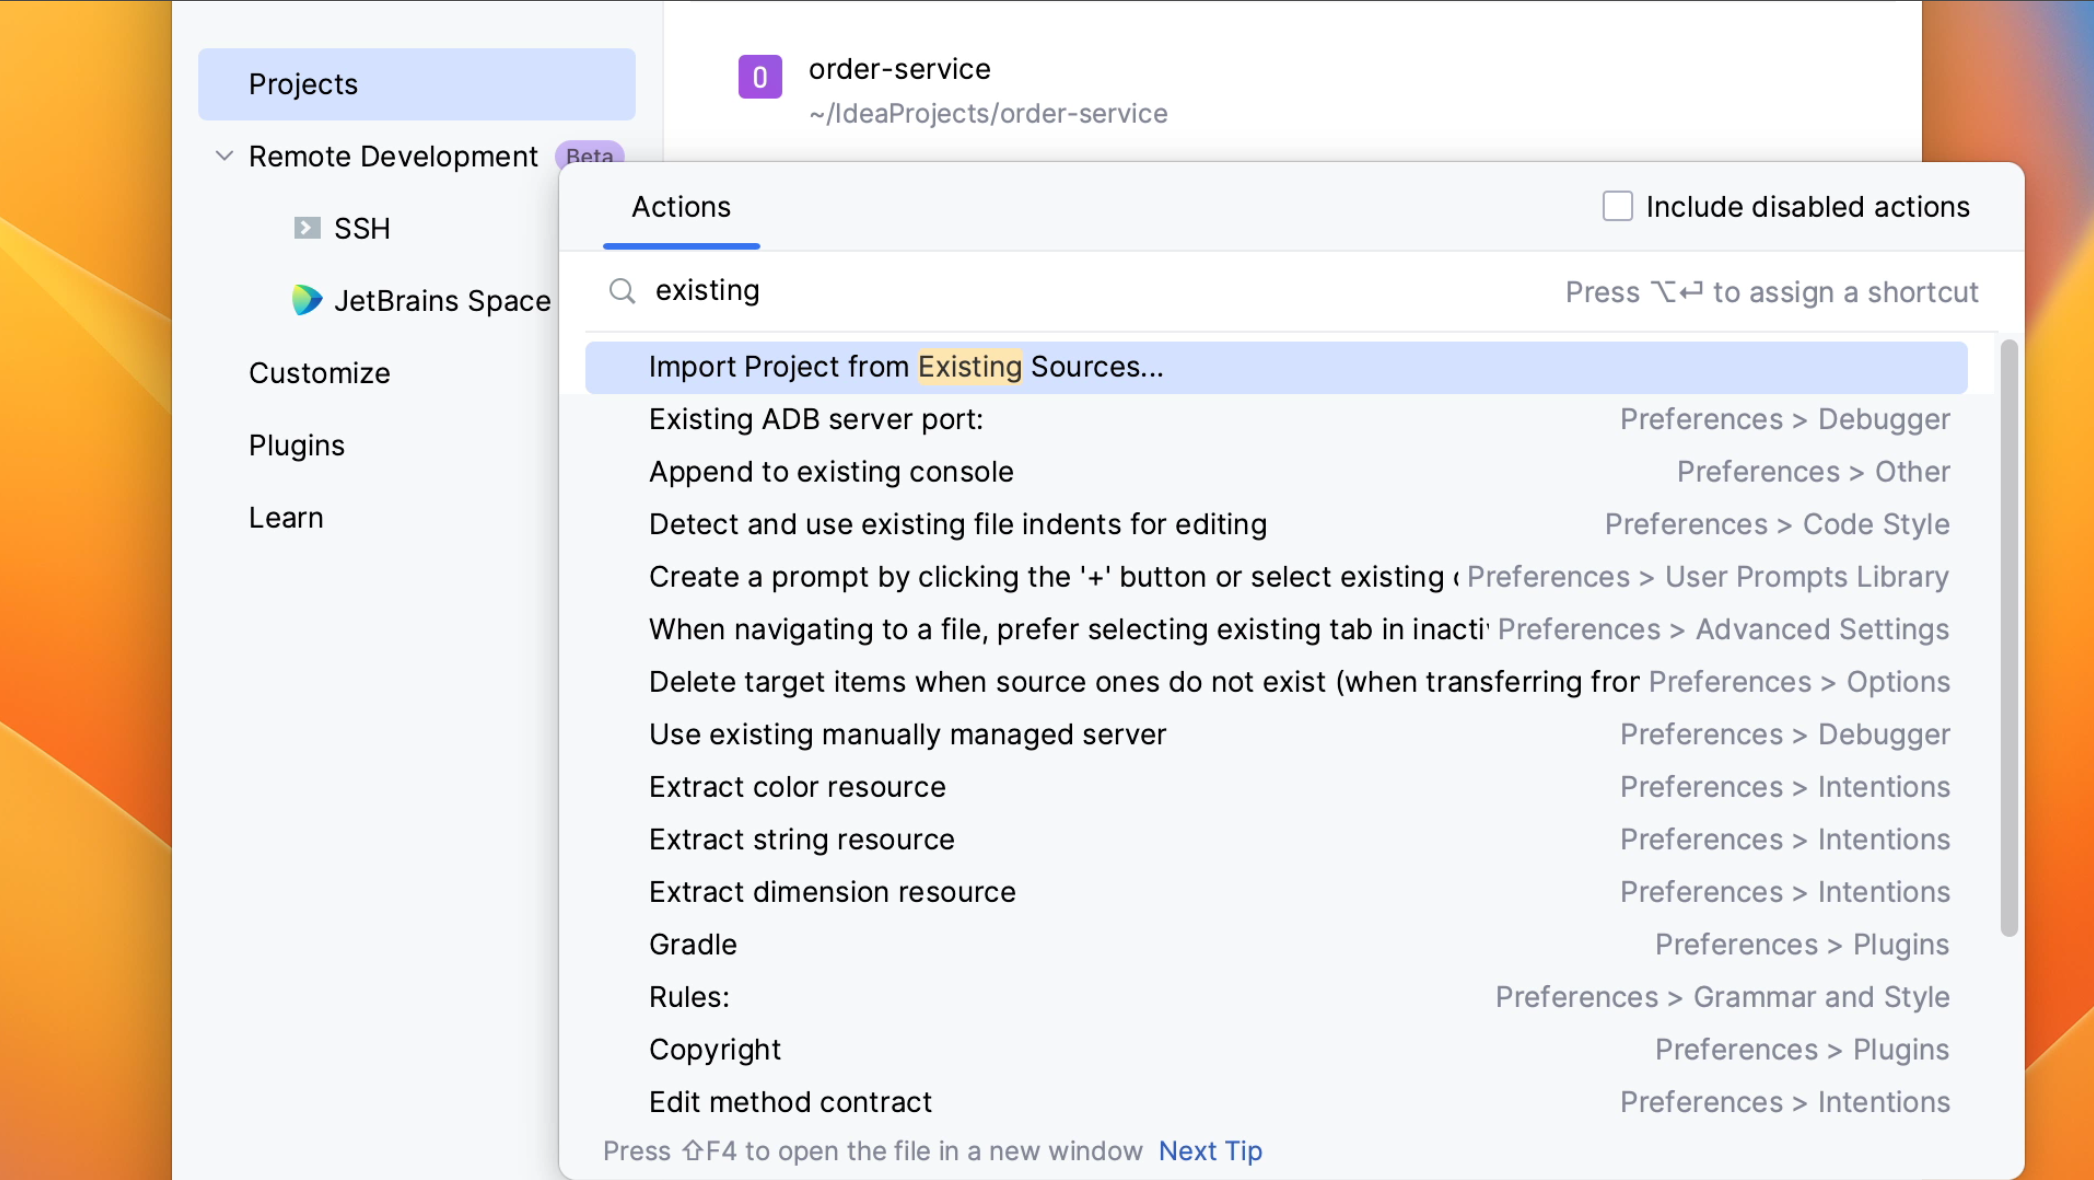 Projects
Remote Development Beta
SSH
JetBrains Space
Customize
Plugins
Learn
O
order-service
~/IdeaProjects/order-service
Actions
Include disabled actions
existing
Press ⌥⏎ to assign a shortcut
Import Project from Existing Sources...
Existing ADB server port: Preferences > Debugger
Append to existing console Preferences > Other
Detect and use existing file indents for editing Preferences > Code Style
Create a prompt by clicking the '+' button or select existing Preferences > User Prompts Library
When navigating to a file, prefer selecting existing tab in inacti Preferences > Advanced Settings
Delete target items when source ones do not exist (when transferring Preferences > Options
Use existing manually managed server Preferences > Debugger
Extract color resource Preferences > Intentions
Extract string resource Preferences > Intentions
Extract dimension resource Preferences > Intentions
Gradle Preferences > Plugins
Rules: Preferences > Grammar and Style
Copyright Preferences > Plugins
Edit method contract Preferences > Intentions
Press ⇧F4 to open the file in a new window Next Tip